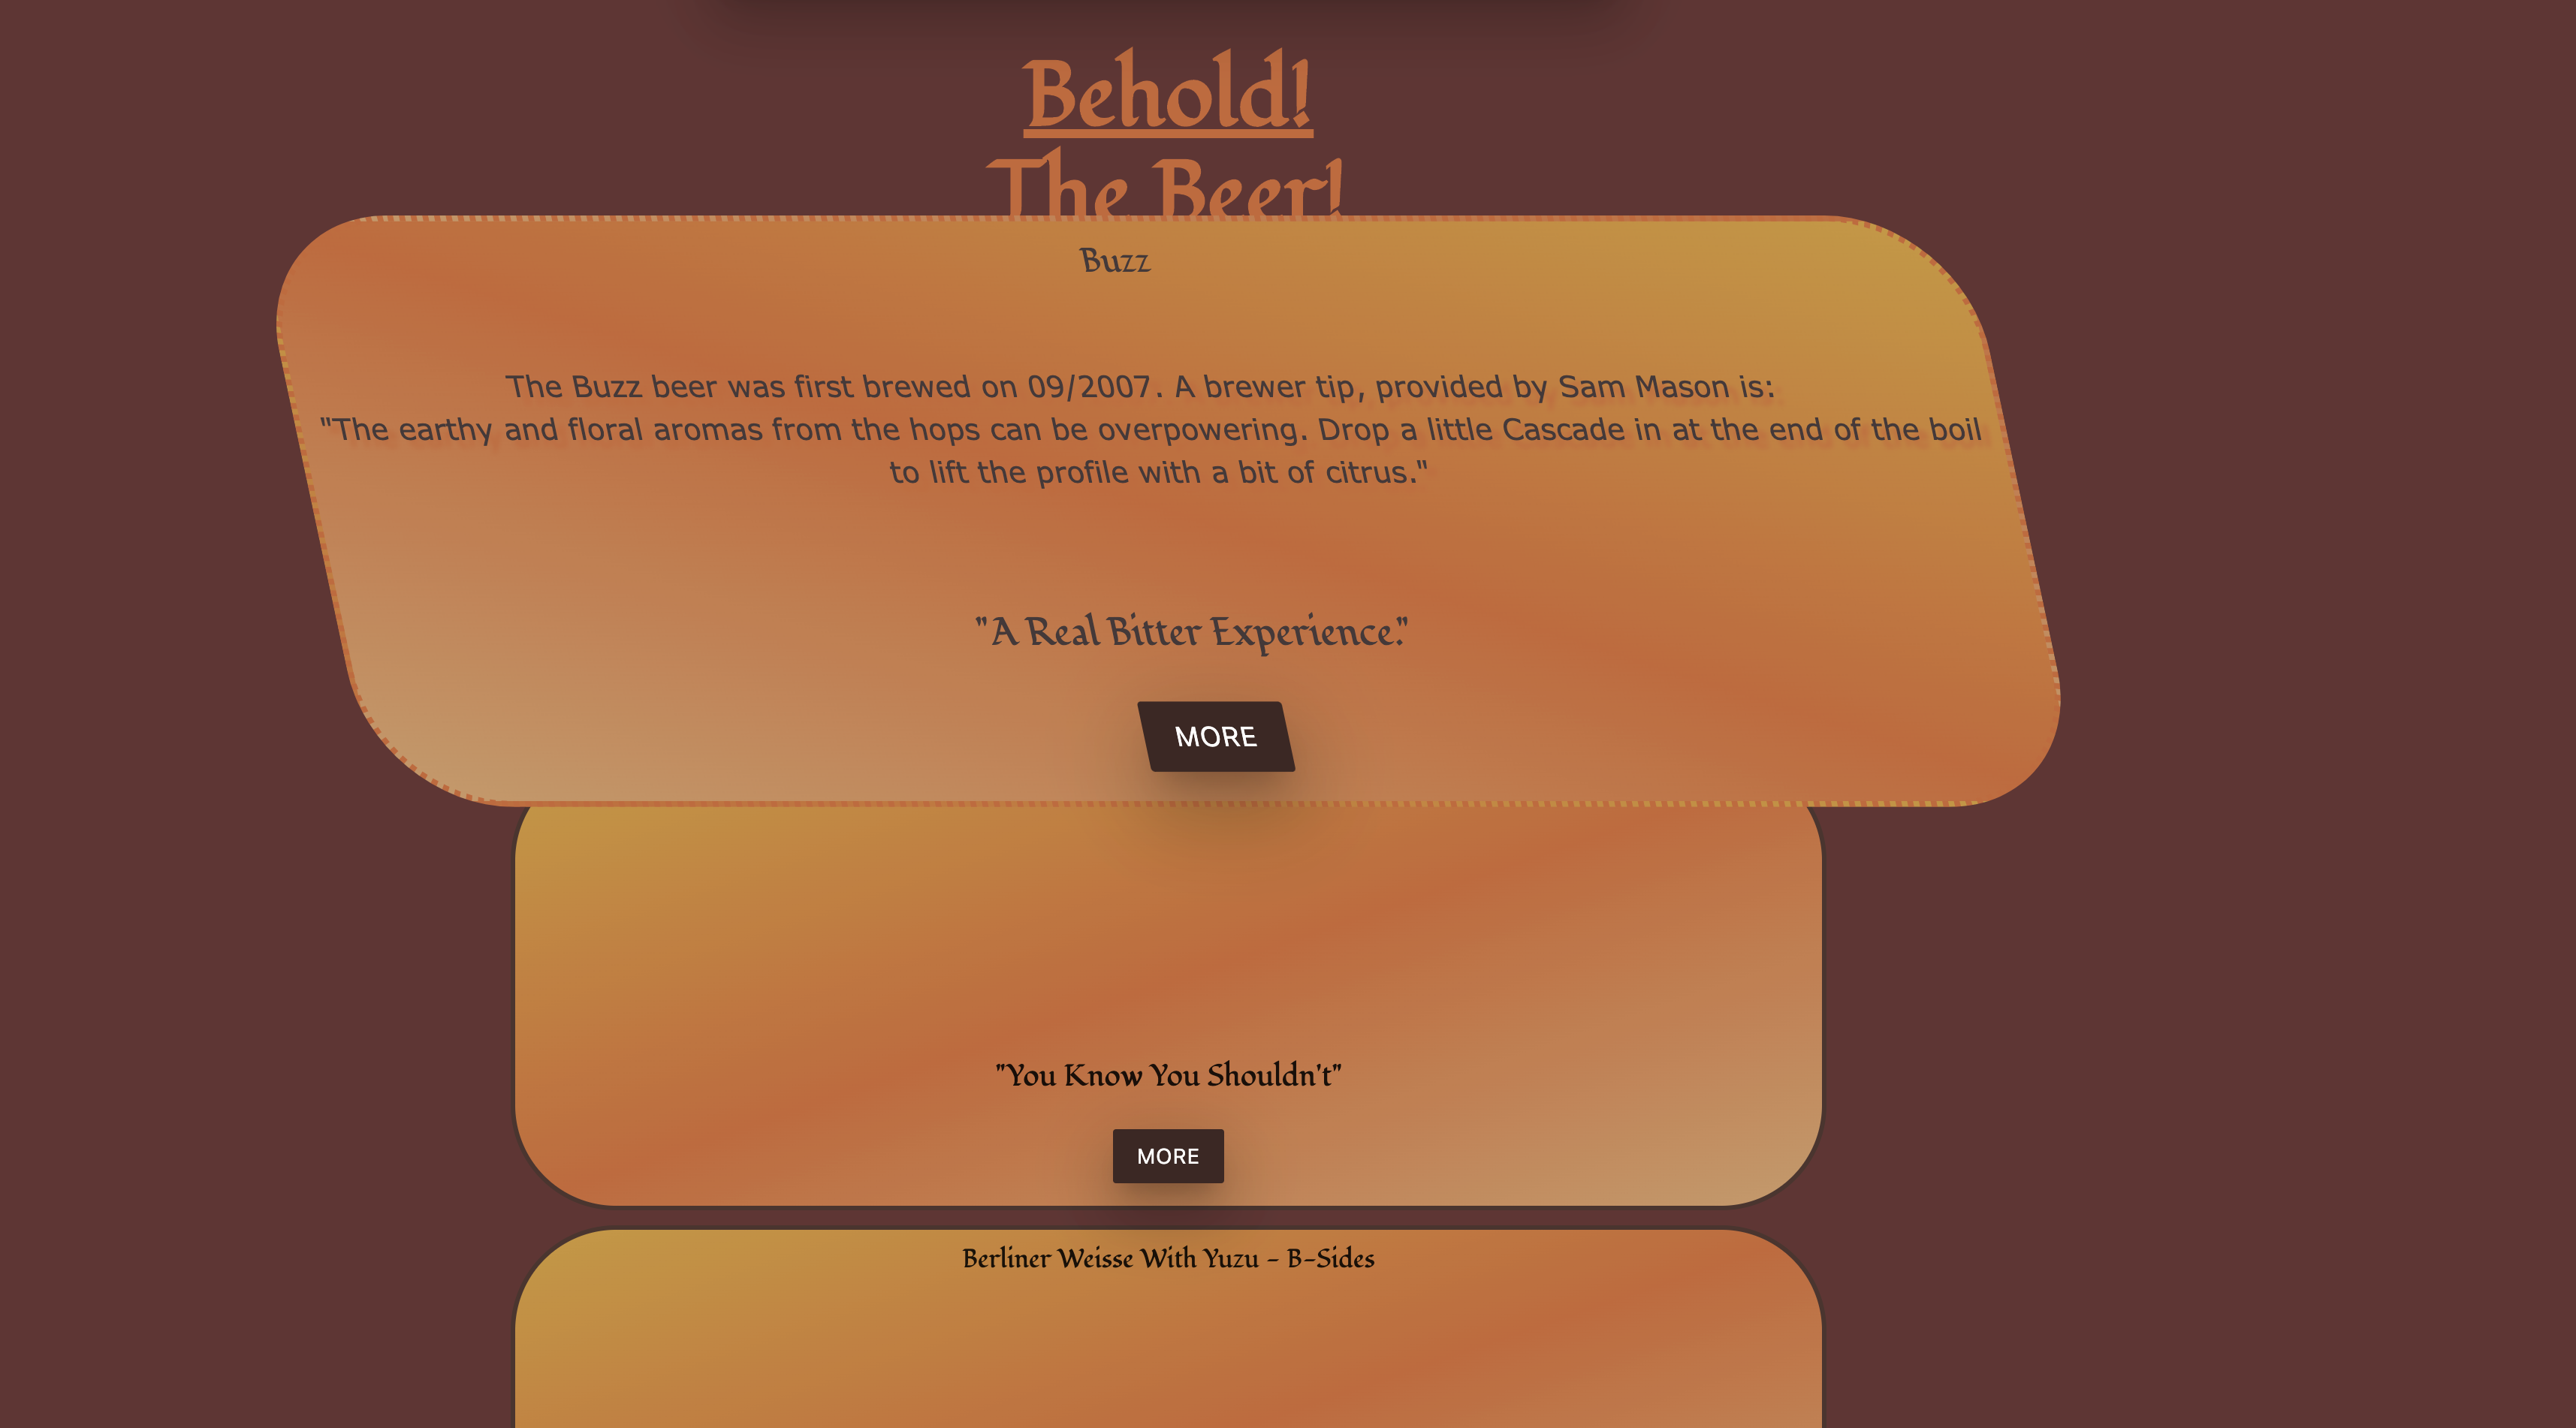 Behold!
The Beer!
Buzz
The Buzz beer was first brewed on 09/2007. A brewer tip, provided by Sam Mason is:
"The earthy and floral aromas from the hops can be overpowering. Drop a little Cascade in at the end of the boil
to lift the profile with a bit of citrus."
"A Real Bitter Experience."
MORE
"You Know You Shouldn't"
MORE
Berliner Weisse With Yuzu - B-Sides